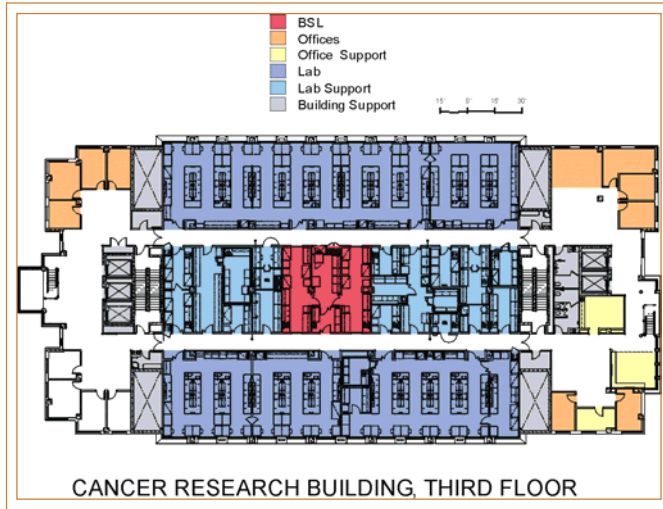 BSL
Offices
Office Support
Lab
Lab Support
Building Support
15' 0' 15' 30'
CANCER RESEARCH BUILDING, THIRD FLOOR